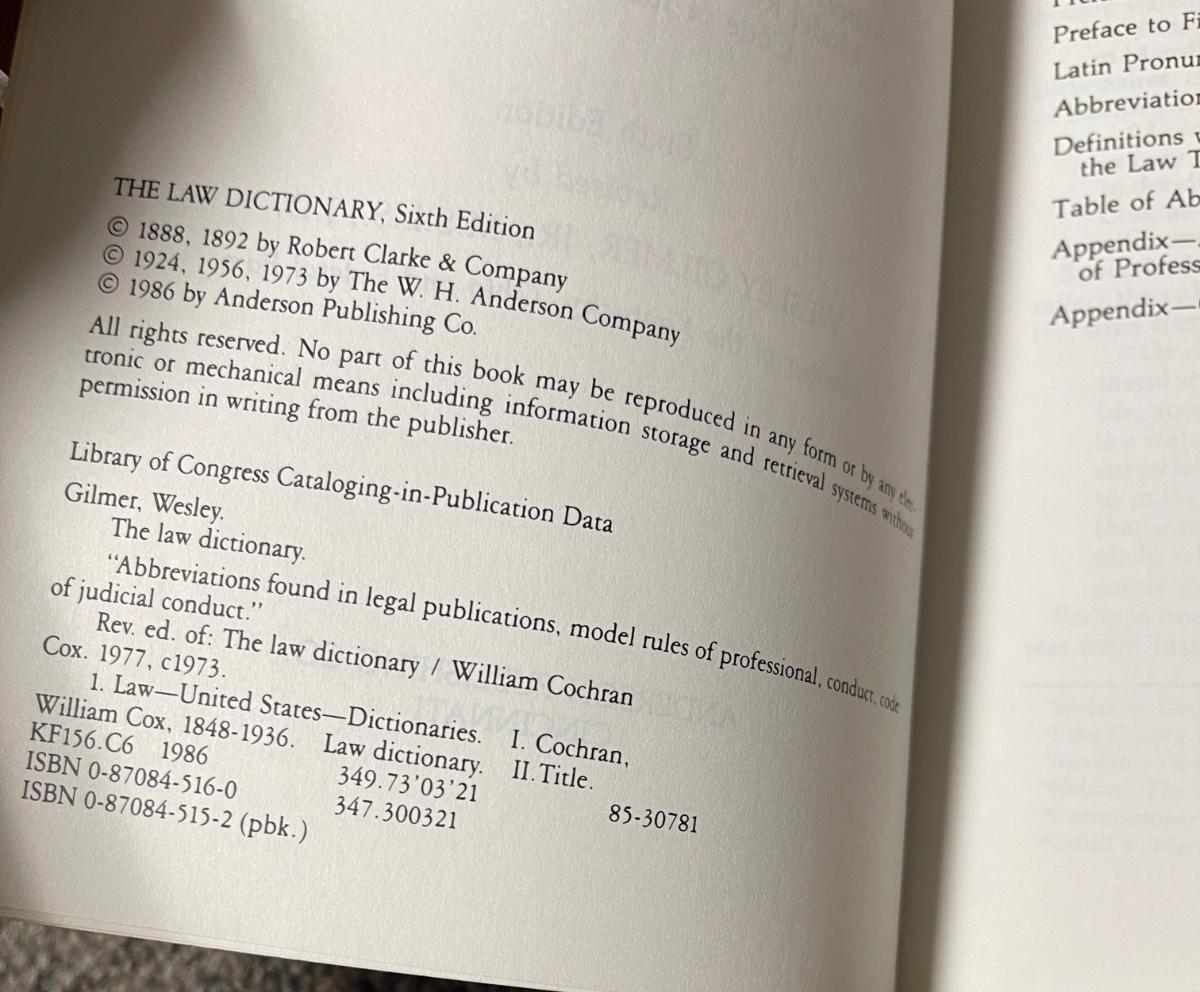 THE LAW DICTIONARY, Sixth Edition
© 1888, 1892 by Robert Clarke & Company
© 1924, 1956, 1973 by The W. H. Anderson Company
© 1986 by Anderson Publishing Co.
All rights reserved. No part of this book may be reproduced in any form or by any elec-
tronic or mechanical means including information storage and retrieval systems without
permission in writing from the publisher.
Library of Congress Cataloging-in-Publication Data
Gilmer, Wesley.
The law dictionary.
“Abbreviations found in legal publications, model rules of professional, conduct, code
of judicial conduct.”
Rev. ed. of: The law dictionary / William Cochran
Cox. 1977, c1973.
1. Law—United States—Dictionaries. I. Cochran,
William Cox, 1848-1936. Law dictionary. II. Title.
KF156.C6 1986 349.73'03'21
ISBN 0-87084-516-0 347.300321 85-30781
ISBN 0-87084-515-2 (pbk.)
Preface to Fi
Latin Pronun
Abbreviation
Definitions
the Law T
Table of Ab
Appendix—
of Profess
Appendix—